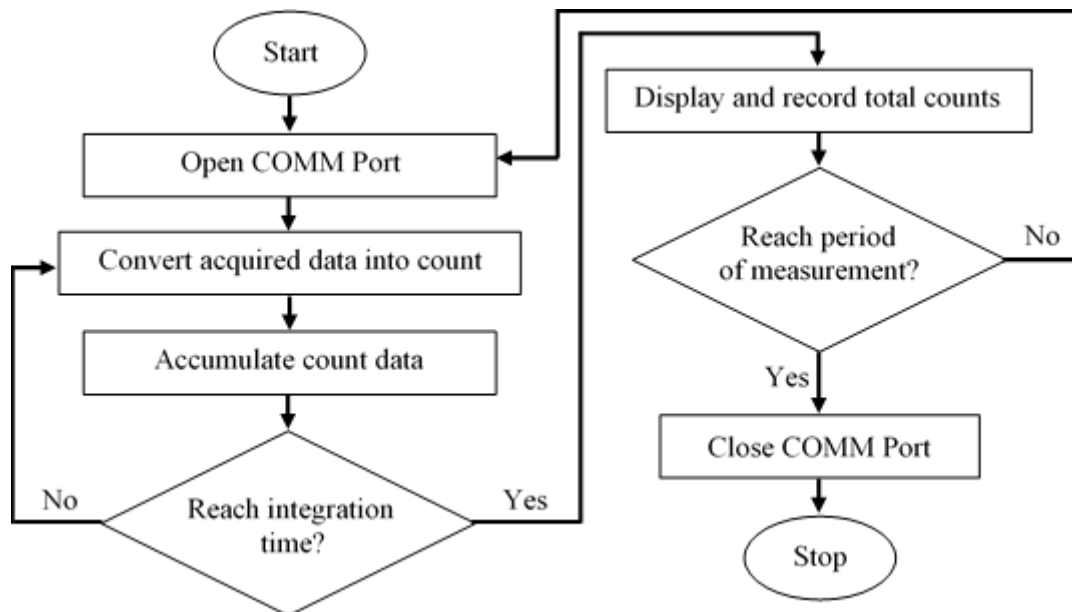 Start
Open COMM Port
Convert acquired data into count
Accumulate count data
Reach integration
time?
No
Yes
Display and record total counts
Reach period
of measurement?
No
Yes
Close COMM Port
Stop